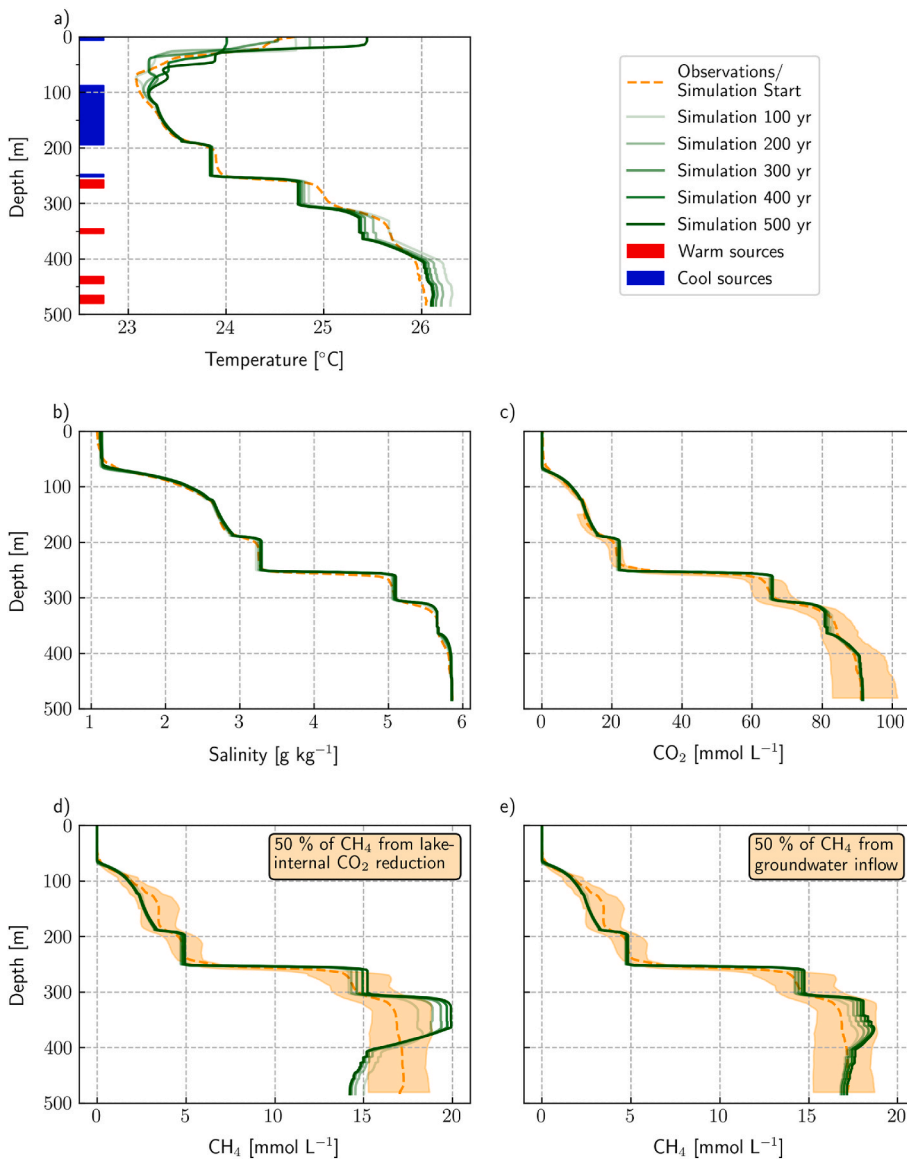 a)
0
100
200
300
400
500
Depth [m]
23
24
25
26
Temperature [°C]
Observations/
Simulation Start
Simulation 100 yr
Simulation 200 yr
Simulation 300 yr
Simulation 400 yr
Simulation 500 yr
Warm sources
Cool sources
b)
0
100
200
300
400
500
Depth [m]
1
2
3
4
5
6
Salinity [g kg⁻¹]
c)
0
20
40
60
80
100
CO₂ [mmol L⁻¹]
d)
50 % of CH₄ from lake-
internal CO₂ reduction
0
100
200
300
400
500
Depth [m]
0
5
10
15
20
CH₄ [mmol L⁻¹]
e)
50 % of CH₄ from
groundwater inflow
0
5
10
15
20
CH₄ [mmol L⁻¹]